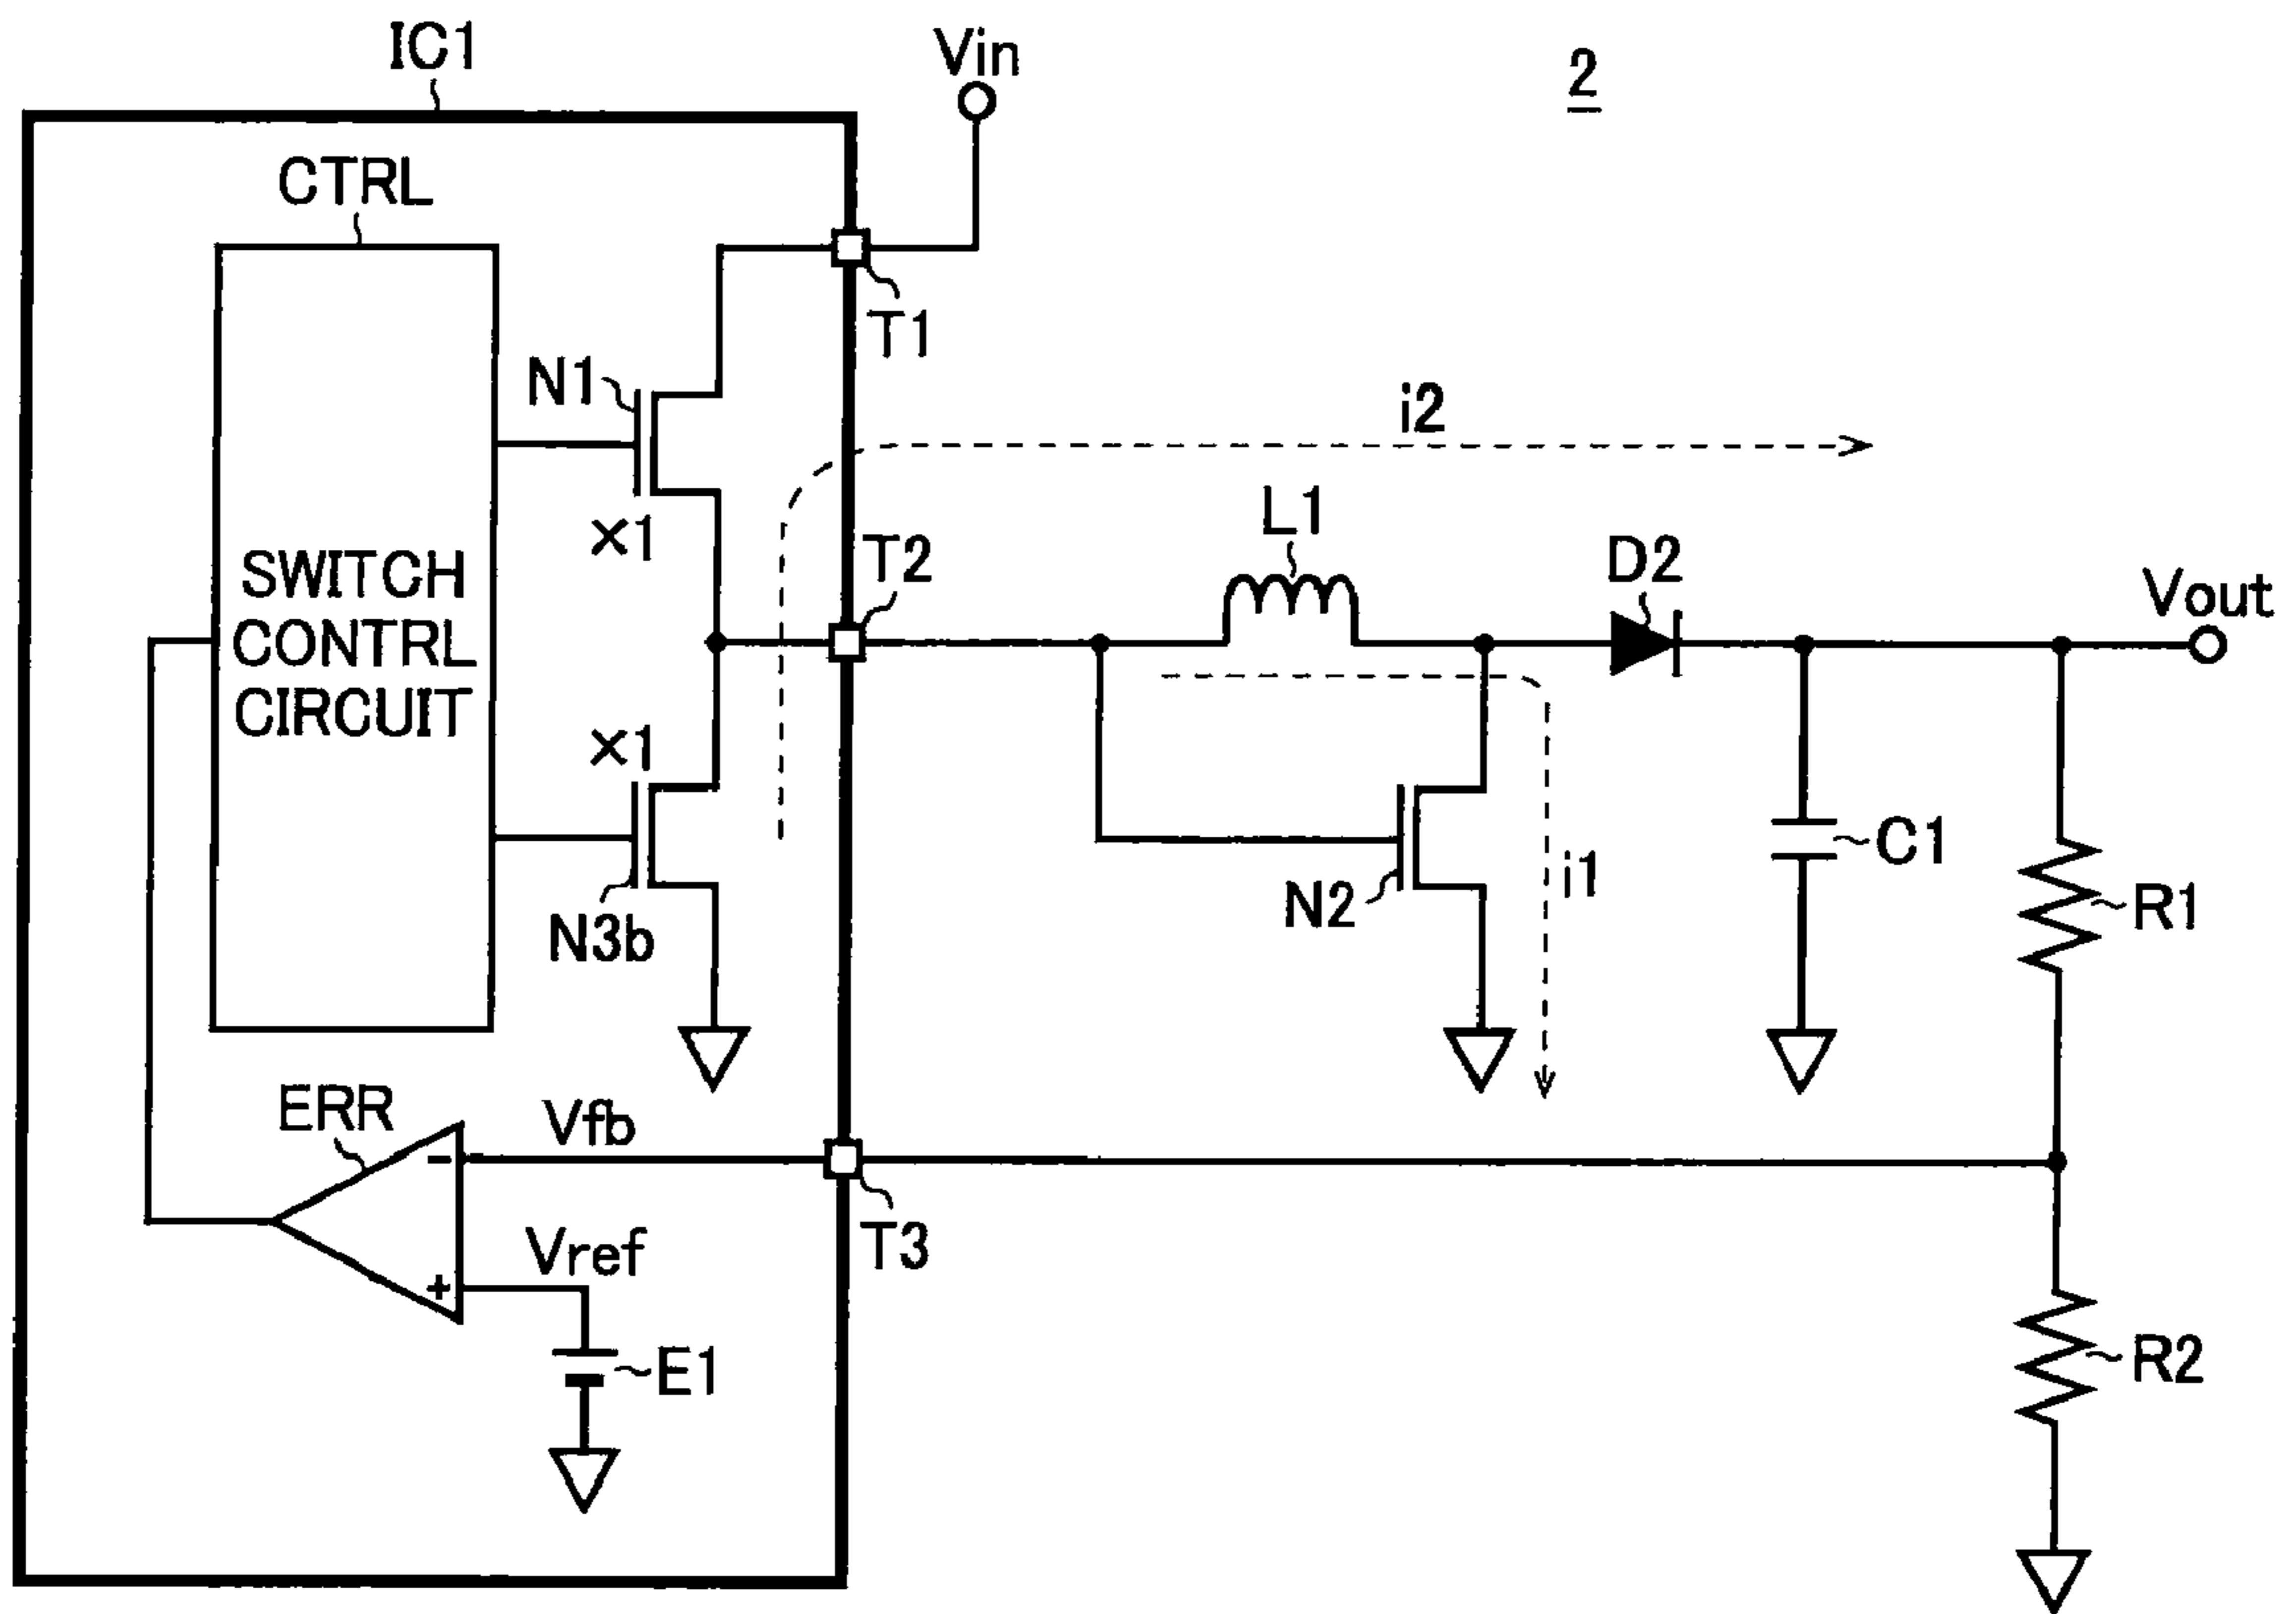 IC1
Vin
2
CTRL
T1
N1
i2
×1
L1
T2
D2
Vout
SWITCH
CONTRL
CIRCUIT
×1
C1
i1
N2
R1
N3b
ERR
Vfb
-
T3
Vref
+
E1
R2